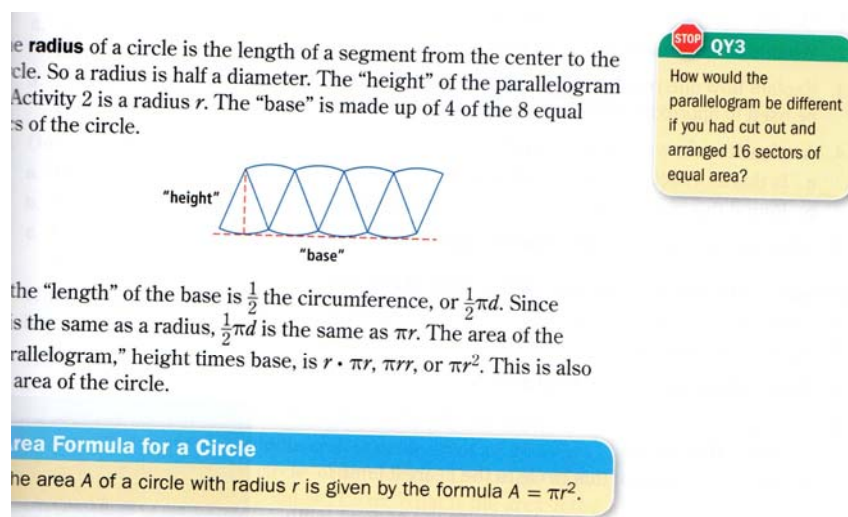 e radius of a circle is the length of a segment from the center to the
cle. So a radius is half a diameter. The “height” of the parallelogram
Activity 2 is a radius r. The “base” is made up of 4 of the 8 equal
s of the circle.
"height"
"base"
the “length” of the base is 1/2 the circumference, or 1/2πd. Since
s the same as a radius, 1/2πd is the same as πr. The area of the
rallelogram,” height times base, is r • πr, πrr, or πr². This is also
area of the circle.
rea Formula for a Circle
he area A of a circle with radius r is given by the formula A = πr².
STOP QY3
How would the
parallelogram be different
if you had cut out and
arranged 16 sectors of
equal area?